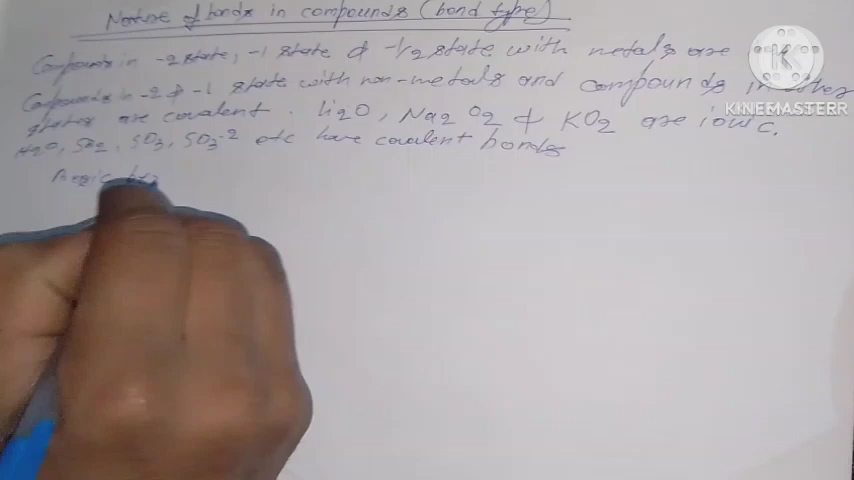 Nature of bonds in compounds (bond type)
Compounds in -2 state, -1 state & -1/2 state with metals are
Compounds in -2 & -1 state with non-metals and compounds in other
states are covalent. Li2O, Na2O2 & KO2 are ionic.
H2O, SO2, SO3, SO3-2 etc have covalent bonds
KINEMASTERR